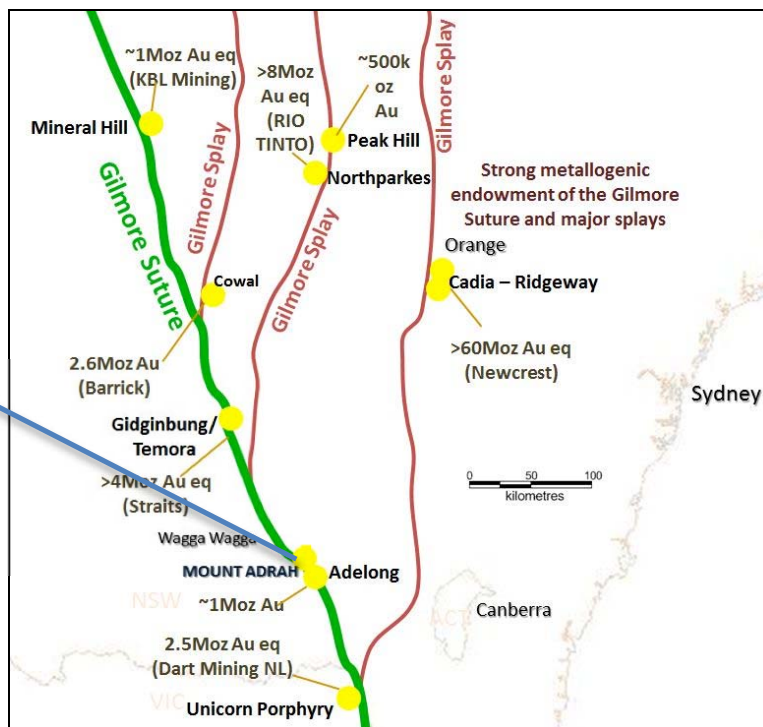 ~1Moz Au eq
(KBL Mining)
Mineral Hill
>8Moz
Au eq
(RIO
TINTO)
~500k
oz
Au
Peak Hill
Northparkes
Gilmore Splay
Gilmore Splay
Gilmore Splay
Gilmore Suture
Strong metallogenic
endowment of the Gilmore
Suture and major splays
Orange
Cadia – Ridgeway
>60Moz Au eq
(Newcrest)
Cowal
2.6Moz Au
(Barrick)
Sydney
Gidginbung/
Temora
>4Moz Au eq
(Straits)
0 50 100
kilometres
Wagga Wagga
MOUNT ADRAH
Adelong
~1Moz Au
NSW
Canberra
ACT
2.5Moz Au eq
(Dart Mining NL)
VIC
Unicorn Porphyry